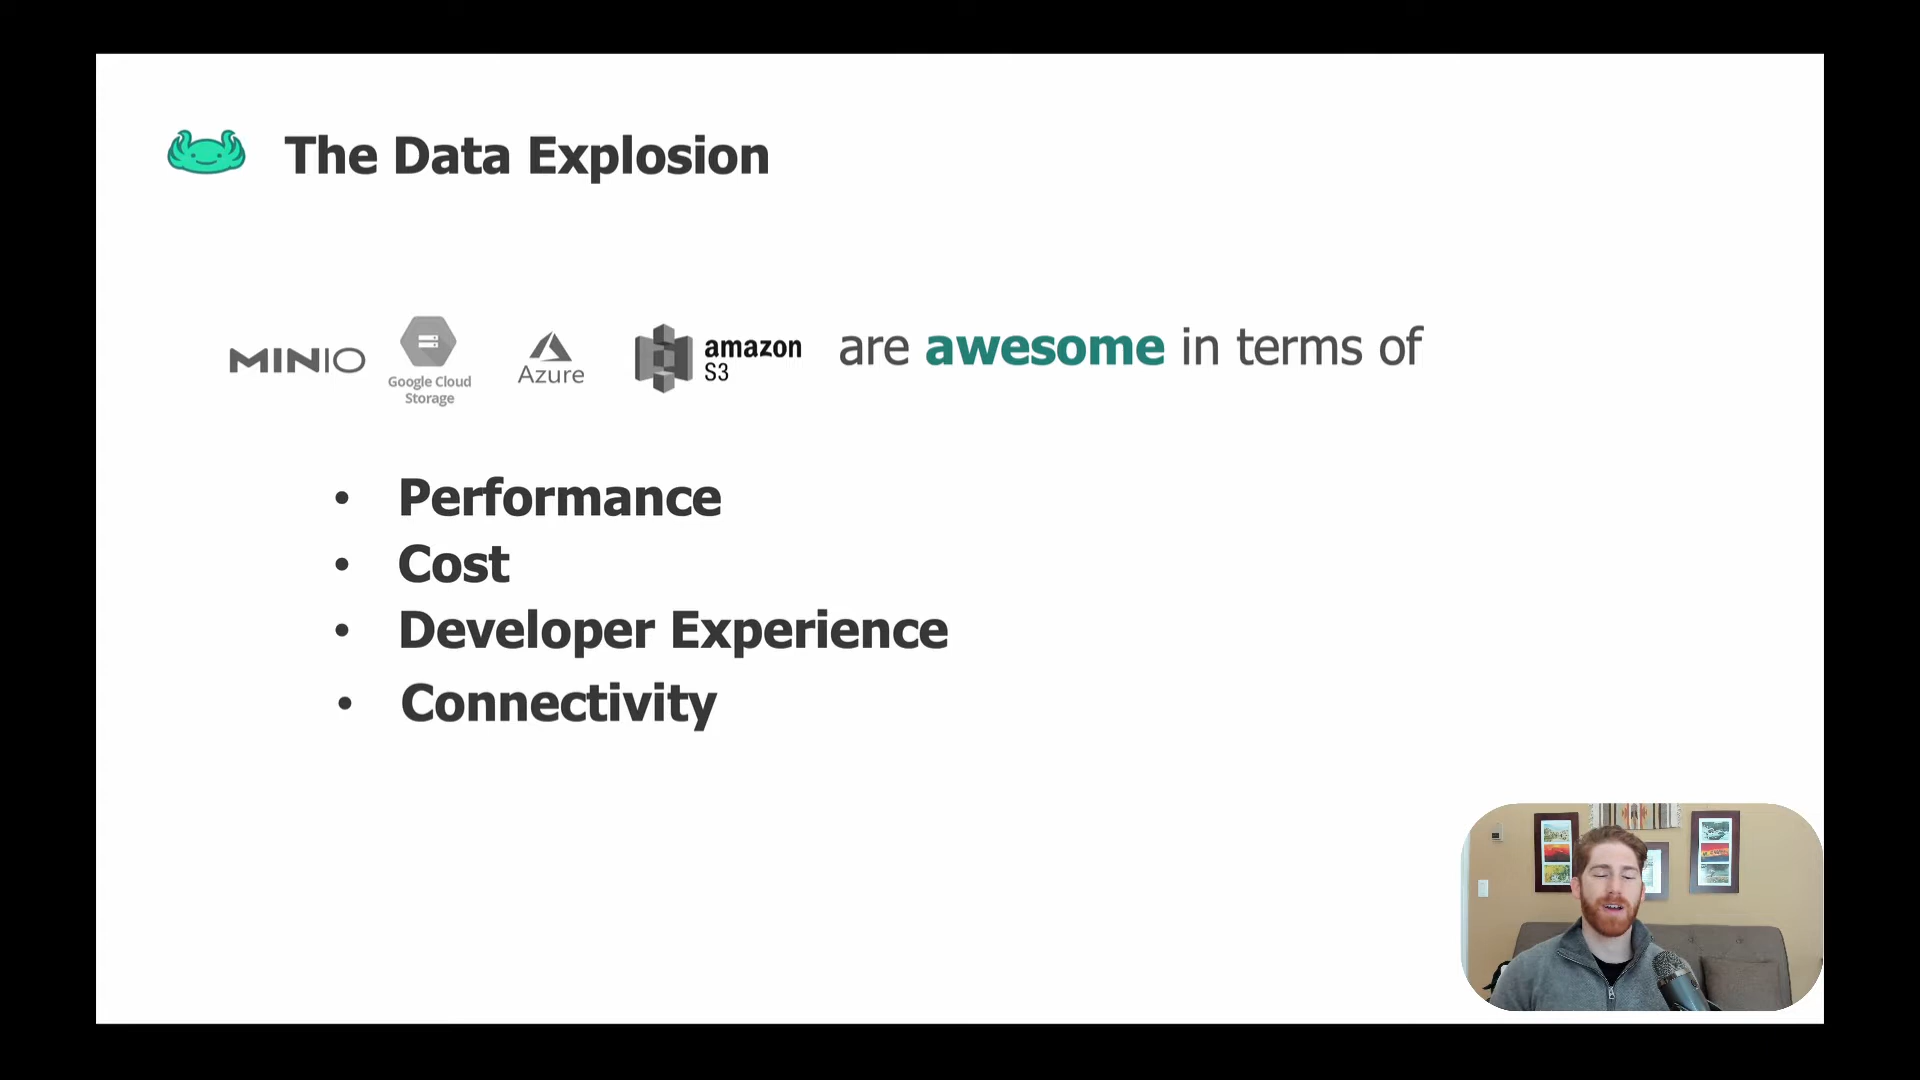 The Data Explosion
MINIO Google Cloud Storage Azure amazon S3 are awesome in terms of
• Performance
• Cost
• Developer Experience
• Connectivity